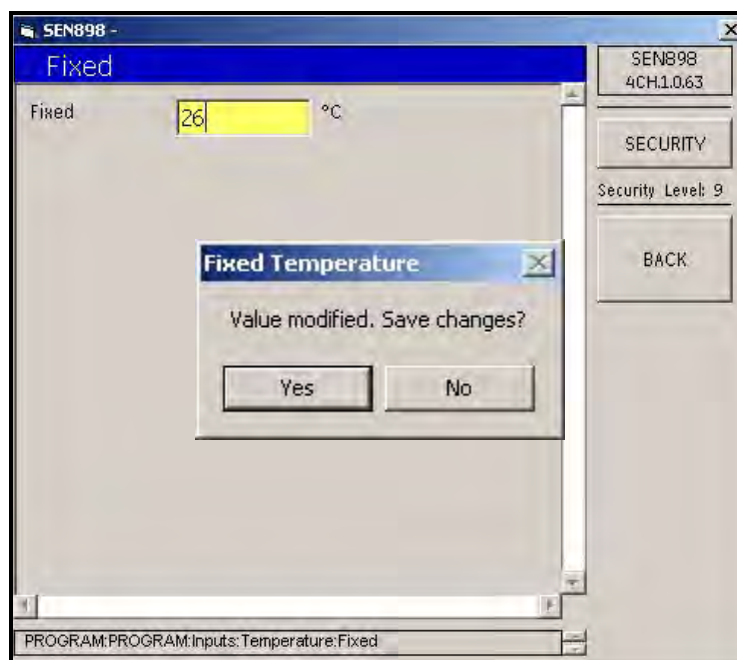 SEN898 -
Fixed
Fixed 26 °C
Fixed Temperature
Value modified. Save changes?
Yes No
PROGRAM:PROGRAM:Inputs:Temperature:Fixed
SEN898
4CH.1.0.63
SECURITY
Security Level: 9
BACK